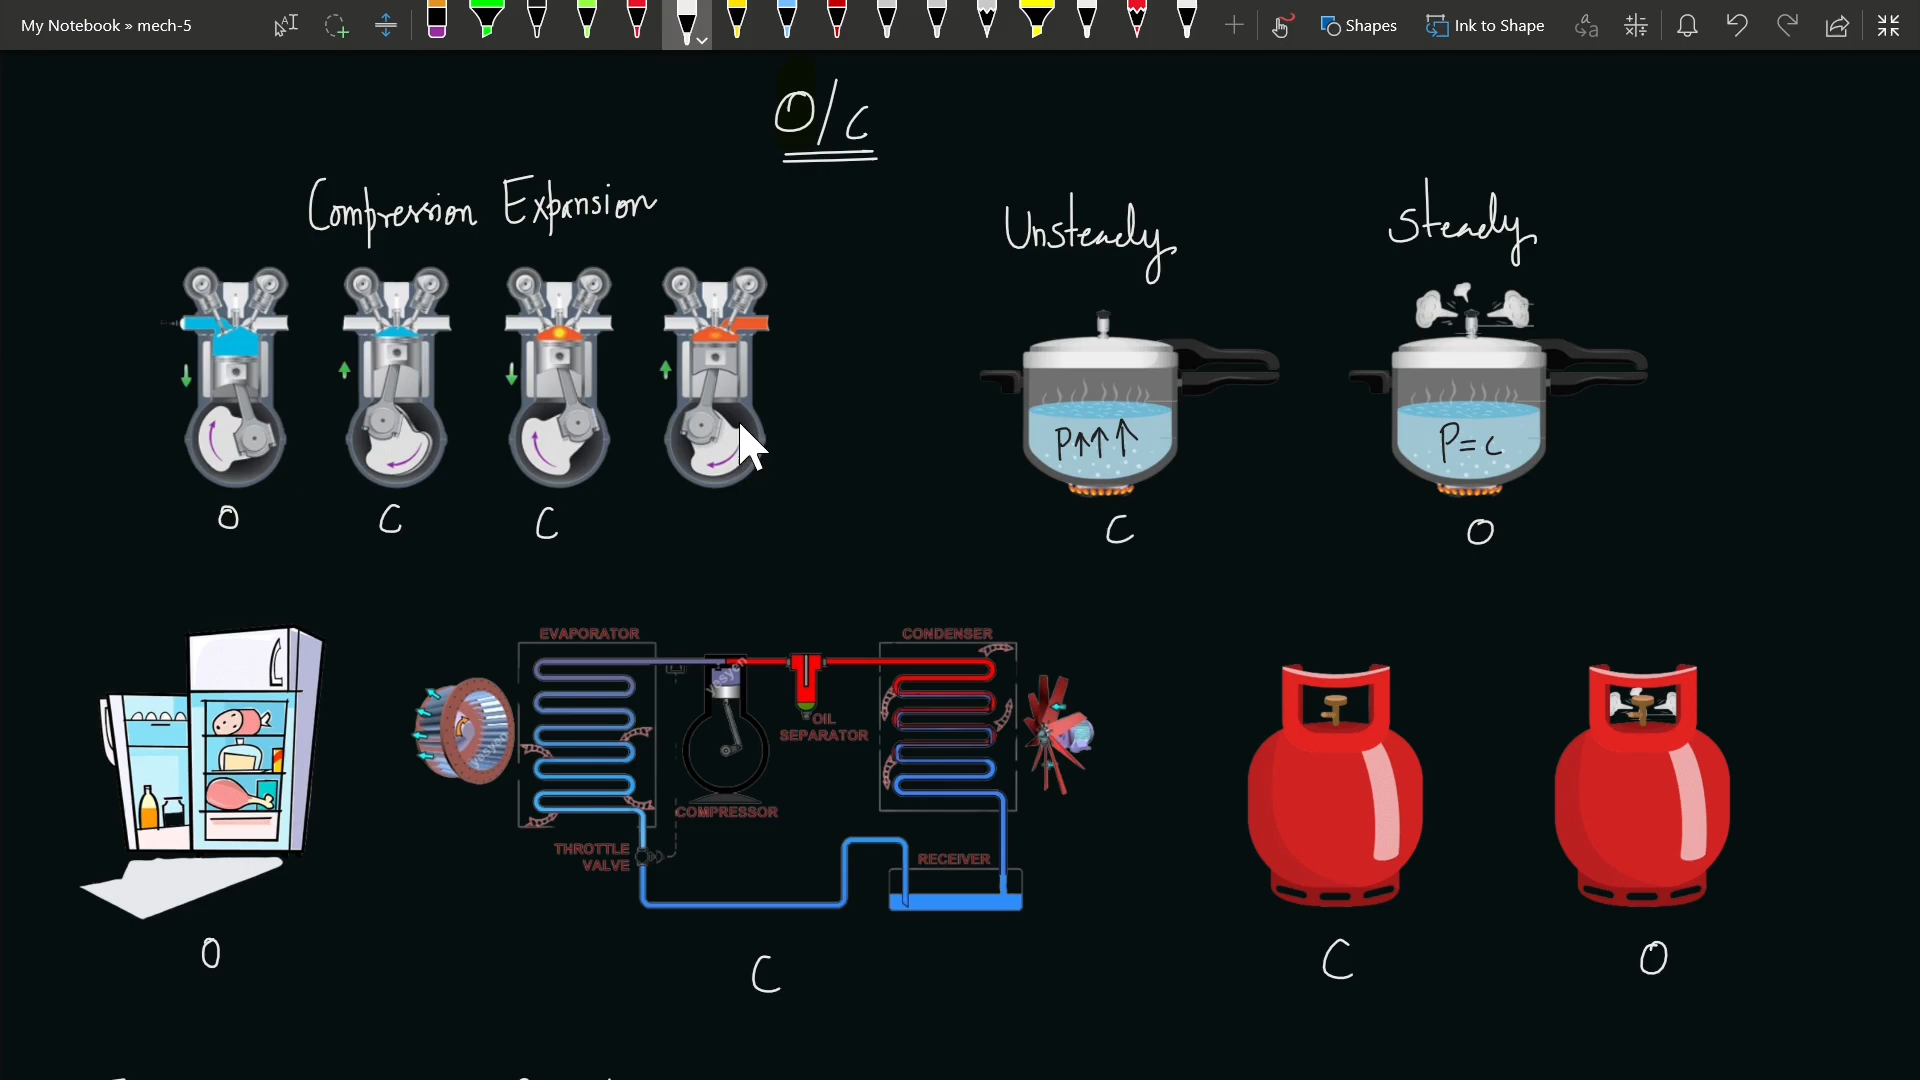 My Notebook » mech-5
Shapes
Ink to Shape
O/C
Compression Expansion
Unsteady
Steady
P↑↑↑
P=c
O
C
C
C
O
EVAPORATOR
CONDENSER
OIL
SEPARATOR
COMPRESSOR
THROTTLE
VALVE
RECEIVER
O
C
C
O